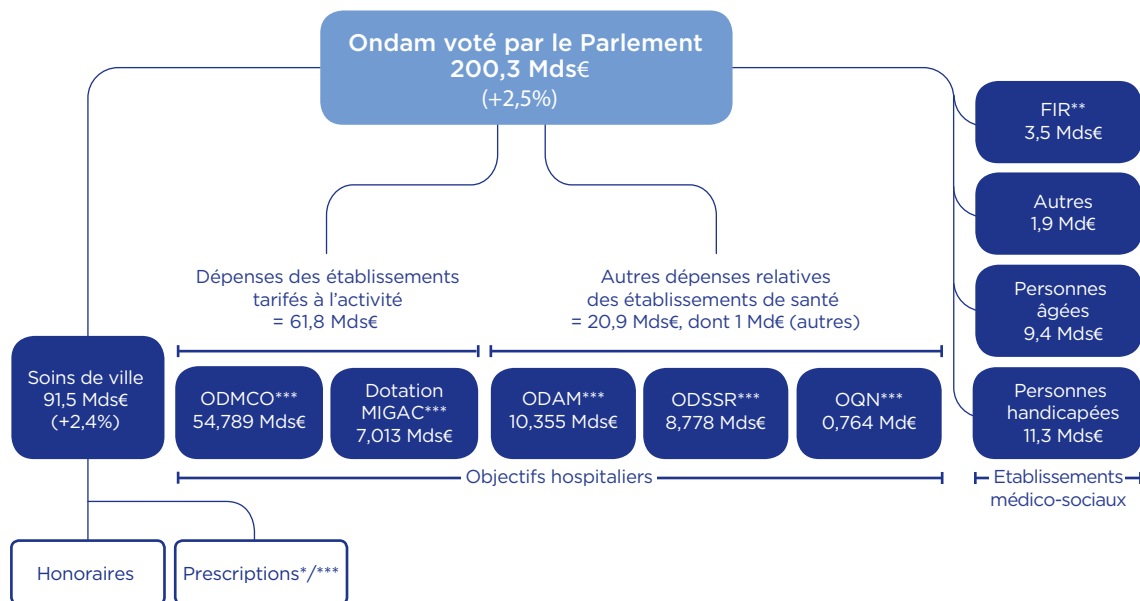 Ondam voté par le Parlement
200,3 Mds€
(+2,5%)
FIR**
3,5 Mds€
Autres
1,9 Md€
Personnes
âgées
9,4 Mds€
Personnes
handicapées
11,3 Mds€
Etablissements
médico-sociaux
Dépenses des établissements
tarifés à l’activité
= 61,8 Mds€
Autres dépenses relatives
des établissements de santé
= 20,9 Mds€, dont 1 Md€ (autres)
Soins de ville
91,5 Mds€
(+2,4%)
ODMCO***
54,789 Mds€
Dotation
MIGAC***
7,013 Mds€
ODAM***
10,355 Mds€
ODSSR***
8,778 Mds€
OQN***
0,764 Md€
Objectifs hospitaliers
Honoraires
Prescriptions*/***